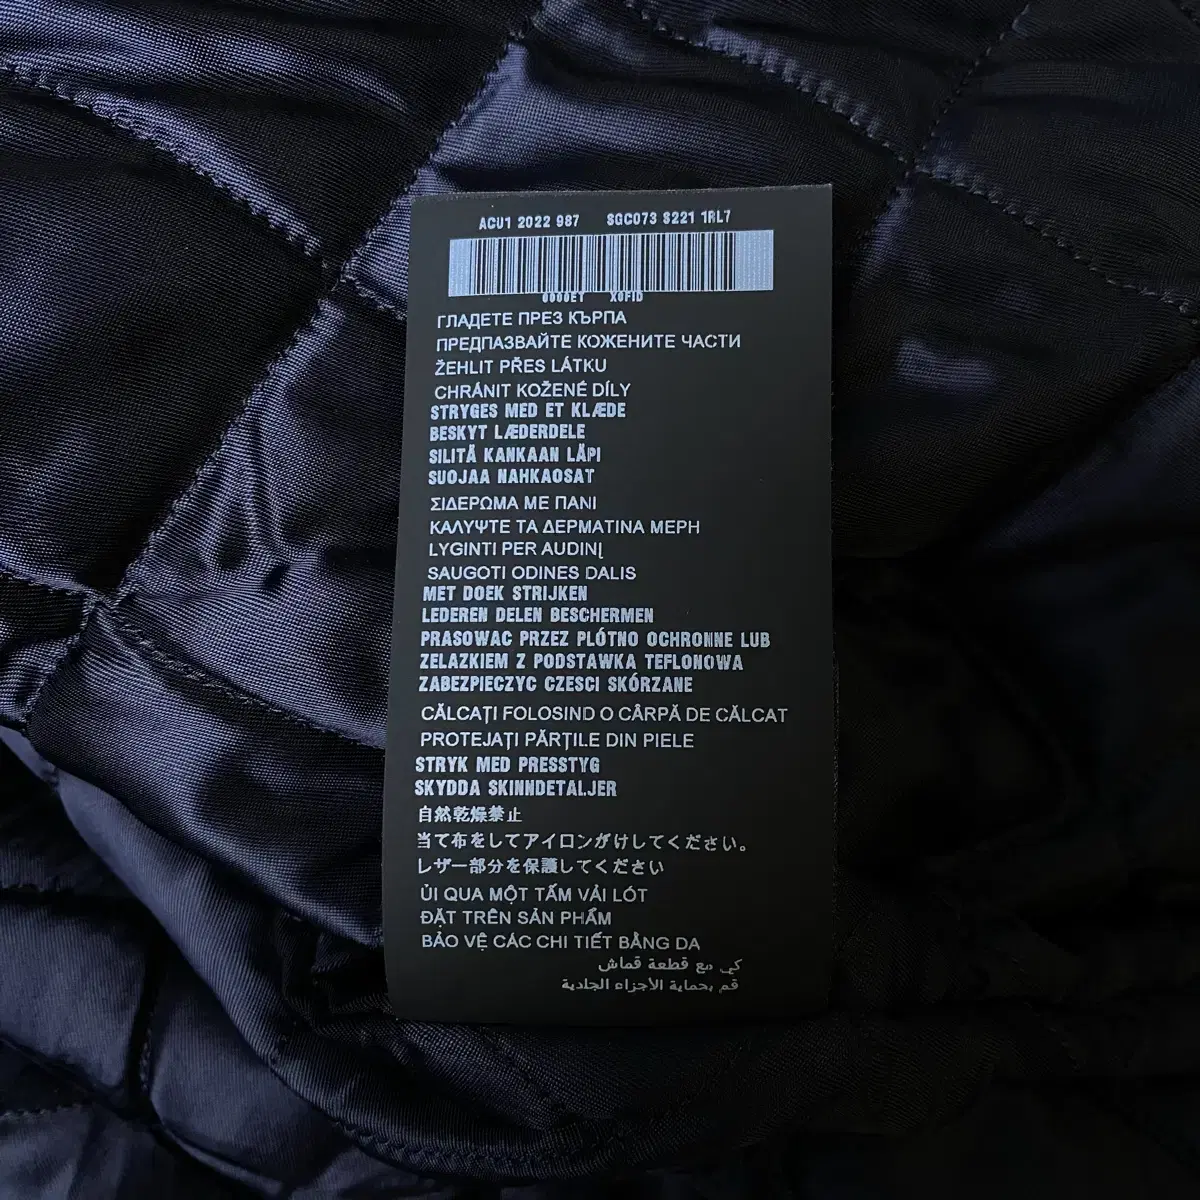 ACU1 2022 987 SGC073 S221 1RL7
0000E1 X0FID
ГЛАДЕТЕ ПРЕЗ КЪРПА
ПРЕДПАЗВАЙТЕ КОЖЕНИТЕ ЧАСТИ
ŽEHLIT PŘES LÁTKU
CHRÁNIT KOŽENÉ DÍLY
STRYGES MED ET KLÆDE
BESKYT LÆDERDELE
SILITÄ KANKAAN LÄPI
SUOJAA NAHKAOSAT
ΣΙΔΕΡΩΜΑ ΜΕ ΠΑΝΙ
ΚΑΛΥΨΤΕ ΤΑ ΔΕΡΜΑΤΙΝΑ ΜΕΡΗ
LYGINTI PER AUDINĮ
SAUGOTI ODINES DALIS
MET DOEK STRIJKEN
LEDEREN DELEN BESCHERMEN
PRASOWAC PRZEZ PLÓTNO OCHRONNE LUB
ZELAZKIEM Z PODSTAWKA TEFLONOWA
ZABEZPIECZYC CZESCI SKÓRZANE
CĂLCAȚI FOLOSIND O CÂRPĂ DE CĂLCAT
PROTEJAȚI PĂRȚILE DIN PIELE
STRYK MED PRESSTYG
SKYDDA SKINNDETALJER
自然乾燥禁止
当て布をしてアイロンがけしてください。
レザー部分を保護してください
ỦI QUA MỘT TẤM VẢI LÓT
ĐẶT TRÊN SẢN PHẨM
BẢO VỆ CÁC CHI TIẾT BẰNG DA
كي مع قطعة قماش
قم بحماية الأجزاء الجلدية